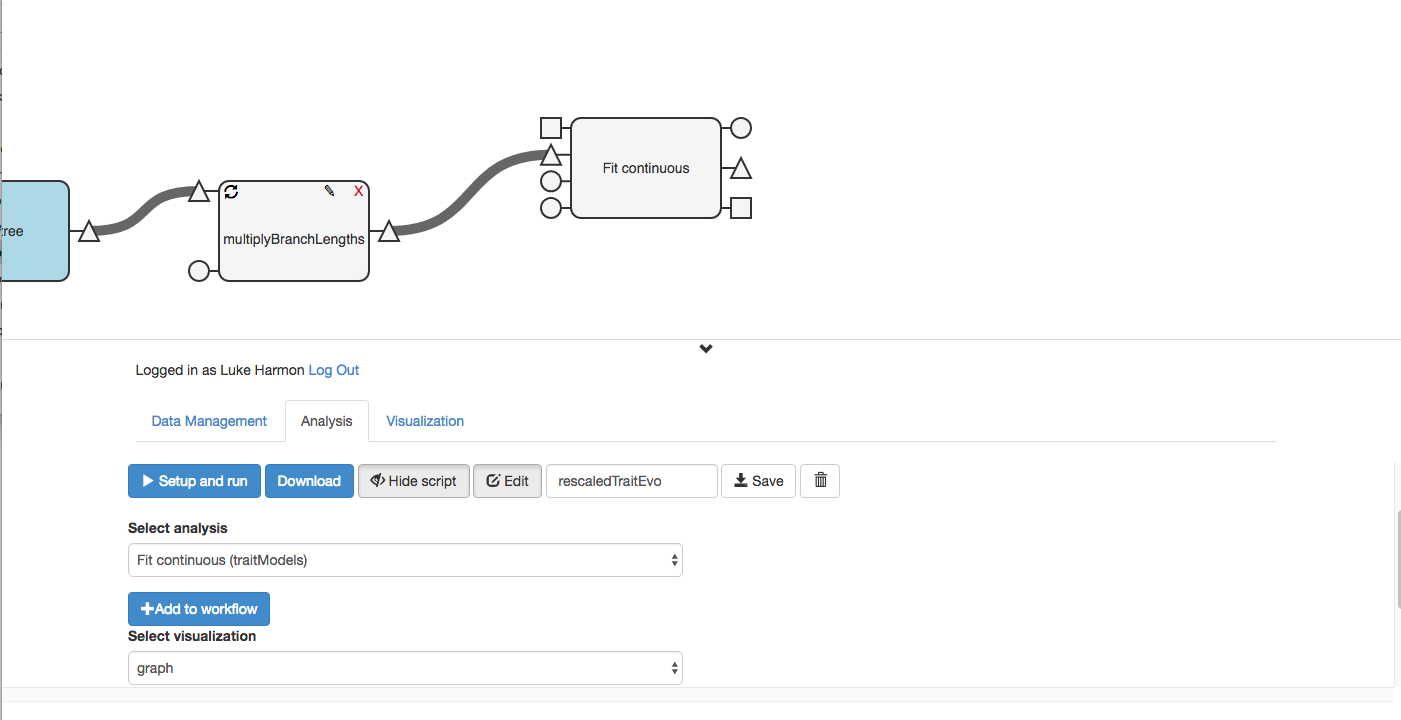 Fit continuous
X
tree
multiplyBranchLengths
Logged in as Luke Harmon Log Out
Data Management Analysis Visualization
Setup and run Download Hide script Edit rescaledTraitEvo Save
Select analysis
Fit continuous (traitModels)
Add to workflow
Select visualization
graph